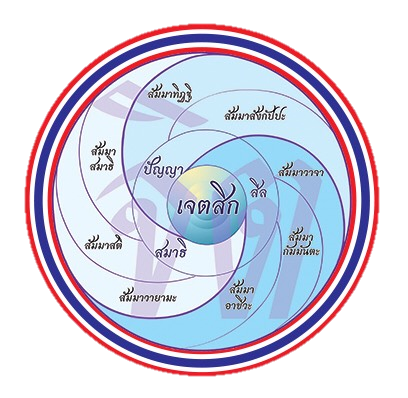 สัมมาทิฏฐิ
สัมมาสังกัปปะ
สัมมา
สมาธิ
ปัญญา
สัมมาวาจา
ศีล
เจตสิก
สัมมาสติ
สมาธิ
สัมมา
กัมมันตะ
สัมมาวายามะ
สัมมา
อาชีวะ